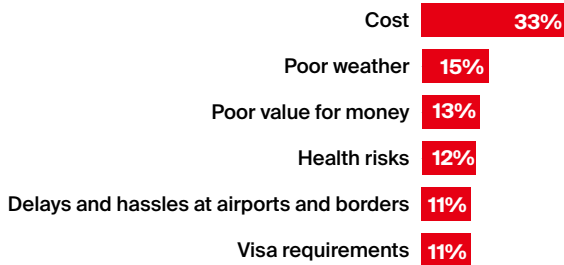 Cost 33%
Poor weather 15%
Poor value for money 13%
Health risks 12%
Delays and hassles at airports and borders 11%
Visa requirements 11%